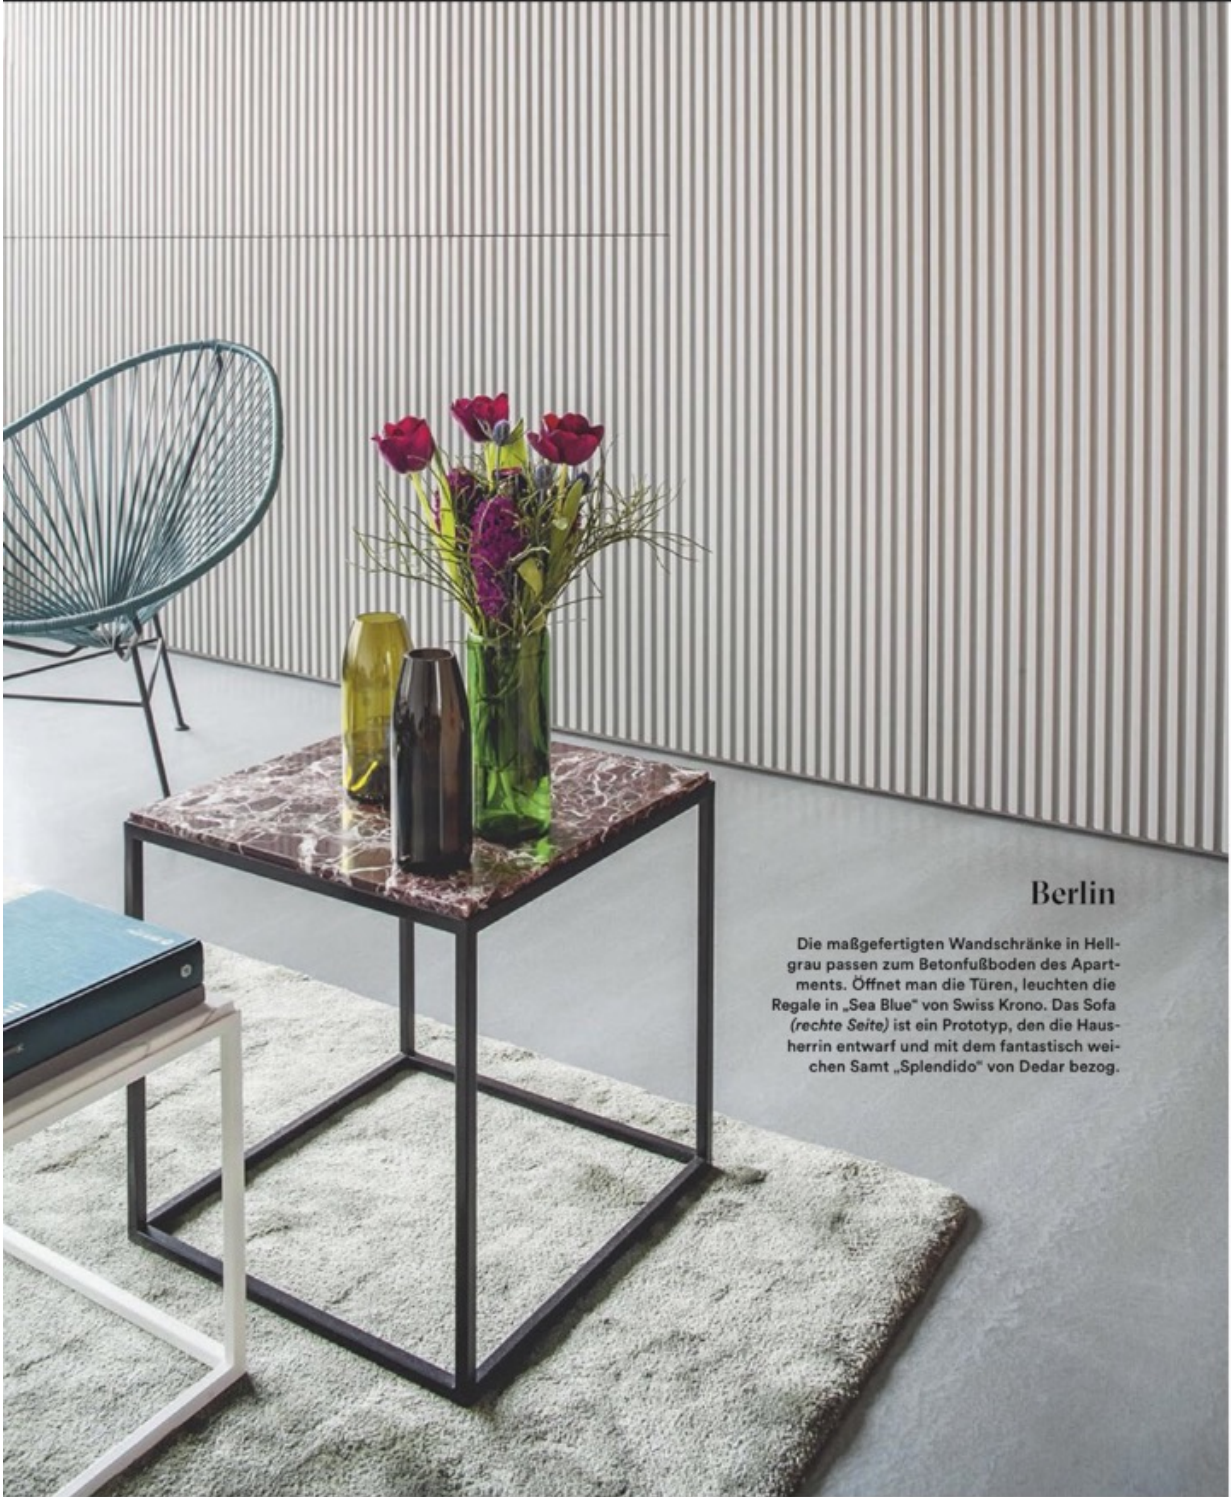 Berlin
Die maßgefertigten Wandschränke in Hell-
grau passen zum Betonfußboden des Apart-
ments. Öffnet man die Türen, leuchten die
Regale in „Sea Blue“ von Swiss Krono. Das Sofa
(rechte Seite) ist ein Prototyp, den die Haus-
herrin entwarf und mit dem fantastisch wei-
chen Samt „Splendido“ von Dedar bezog.